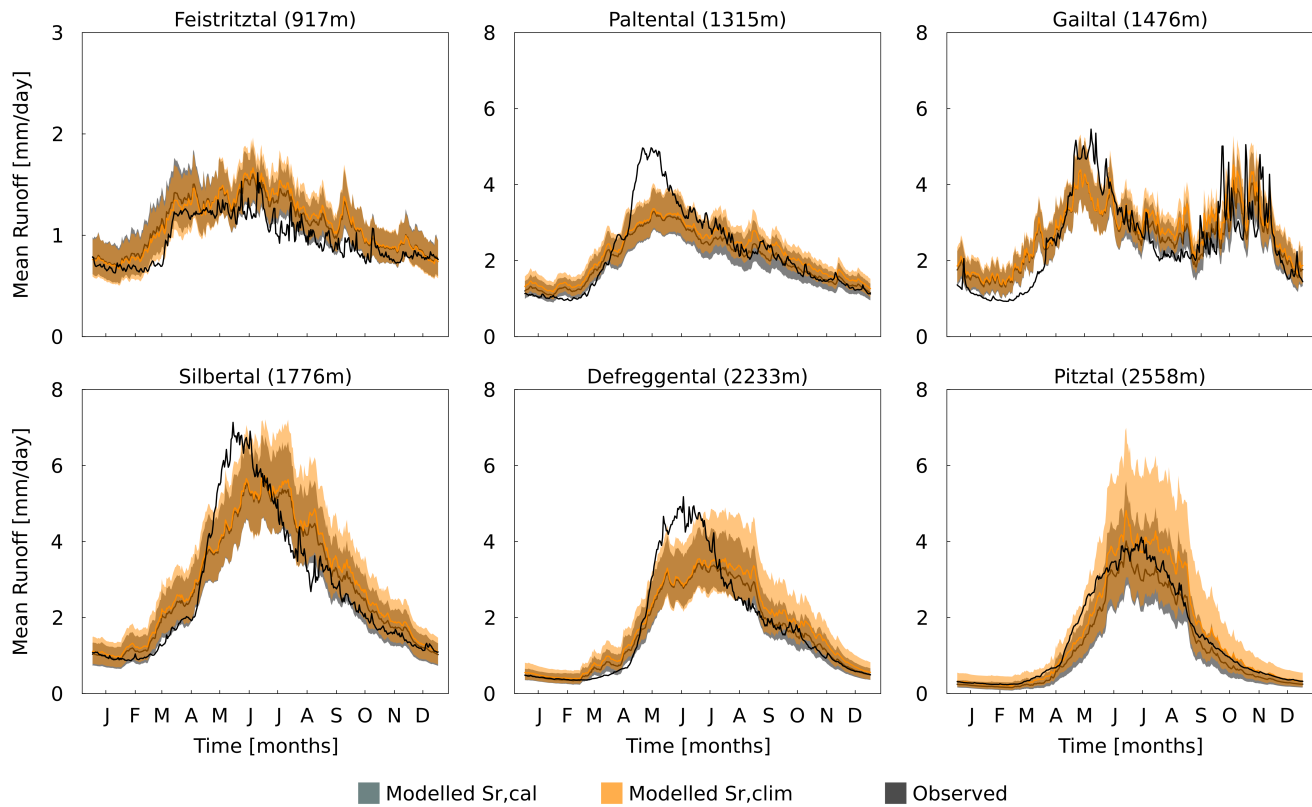 Feistritztal (917m) Paltental (1315m) Gailtal (1476m)
Mean Runoff [mm/day]
3 8 8
6 6
2
4 4
1
2 2
0 0 0
Silbertal (1776m) Defreggental (2233m) Pitztal (2558m)
Mean Runoff [mm/day]
8 8 8
6 6 6
4 4 4
2 2 2
0 0 0
J F M A M J J A S O N D J F M A M J J A S O N D J F M A M J J A S O N D
Time [months] Time [months] Time [months]
Modelled Sr,cal Modelled Sr,clim Observed